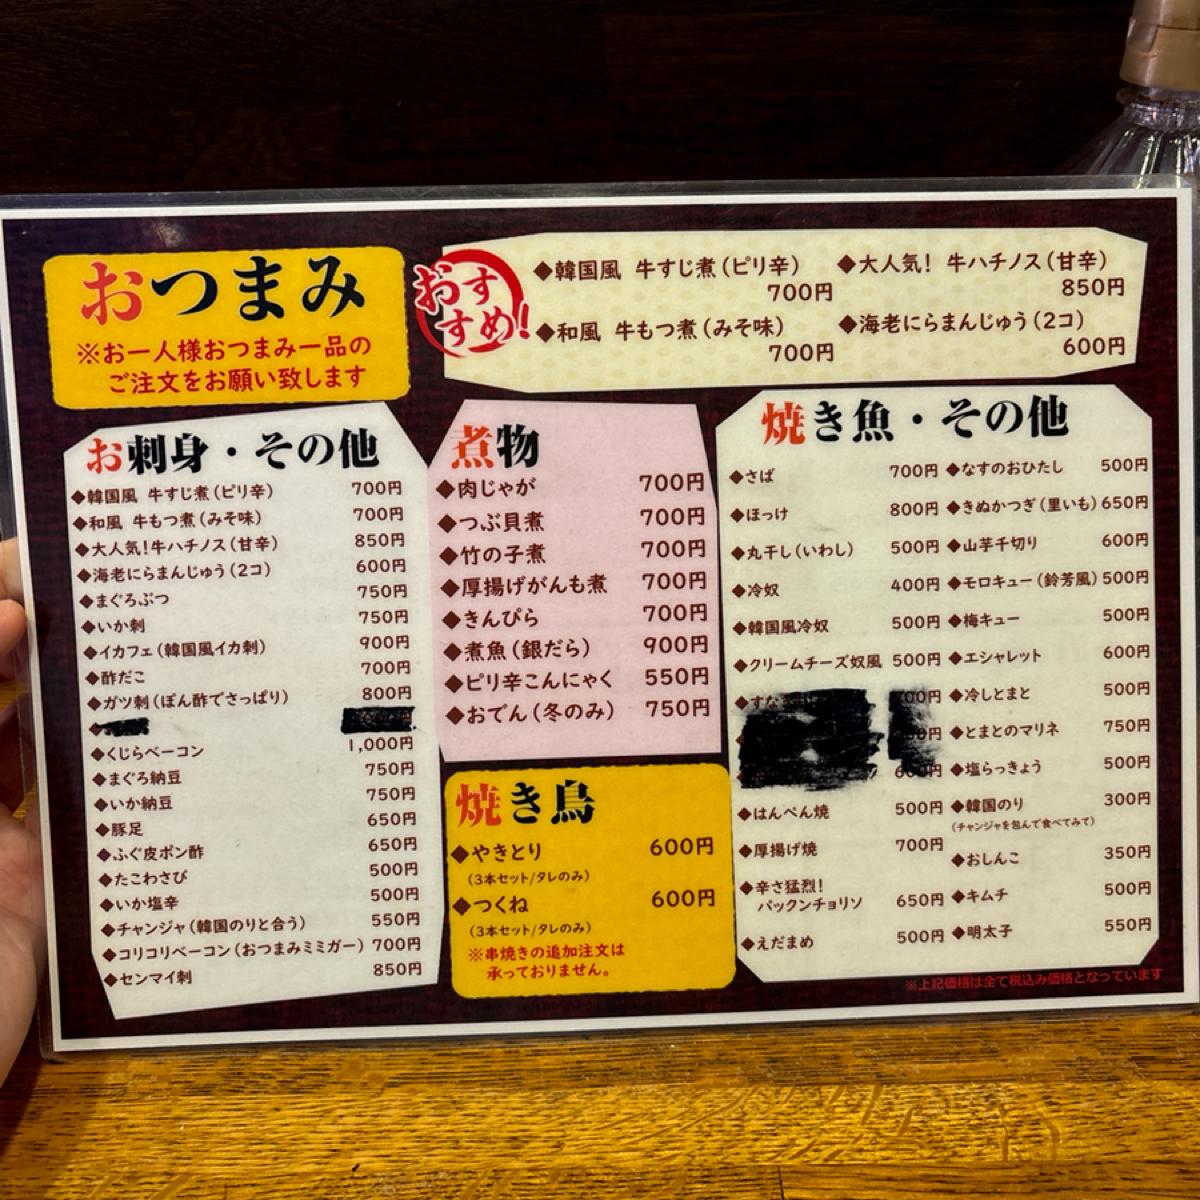 おつまみ
※お一人様おつまみ一品の
ご注文をお願い致します
おすすめ!!
◆韓国風 牛すじ煮(ピリ辛) 700円
◆大人気! 牛ハチノス(甘辛) 850円
◆和風 牛もつ煮(みそ味) 700円
◆海老にらまんじゅう(2コ) 600円
お刺身・その他
◆韓国風 牛すじ煮(ピリ辛) 700円
◆和風 牛もつ煮(みそ味) 700円
◆大人気!牛ハチノス(甘辛) 850円
◆海老にらまんじゅう(2コ) 600円
◆まぐろぶつ 750円
◆いか刺 750円
◆イカフェ(韓国風イカ刺) 900円
◆酢だこ 700円
◆ガツ刺(ぽん酢でさっぱり) 800円
◆くじらベーコン 1,000円
◆まぐろ納豆 750円
◆いか納豆 750円
◆豚足 650円
◆ふぐ皮ポン酢 650円
◆たこわさび 500円
◆いか塩辛 500円
◆チャンジャ(韓国のりと合う) 550円
◆コリコリベーコン(おつまみミミガー) 700円
◆センマイ刺 850円
煮物
◆肉じゃが 700円
◆つぶ貝煮 700円
◆竹の子煮 700円
◆厚揚げがんも煮 700円
◆きんぴら 700円
◆煮魚(銀だら) 900円
◆ピリ辛こんにゃく 550円
◆おでん(冬のみ) 750円
焼き鳥
◆やきとり 600円
(3本セット/タレのみ)
◆つくね 600円
(3本セット/タレのみ)
※串焼きの追加注文は
承っておりません。
焼き魚・その他
◆さば 700円
◆ほっけ 800円
◆丸干し(いわし) 500円
◆冷奴 400円
◆韓国風冷奴 500円
◆クリームチーズ奴風 500円
◆すな
◆はんぺん焼 500円
◆厚揚げ焼 700円
◆辛さ猛烈!
パックンチョリソ 650円
◆えだまめ 500円
◆なすのおひたし 500円
◆きぬかつぎ(里いも) 650円
◆山芋千切り 600円
◆モロキュー(鈴芳風) 500円
◆梅キュー 500円
◆エシャレット 600円
◆冷しとまと 500円
◆とまとのマリネ 750円
◆塩らっきょう 500円
◆韓国のり 300円
(チャンジャを包んで食べてみて)
◆おしんこ 350円
◆キムチ 500円
◆明太子 550円
※上記価格は全て税込み価格となっています